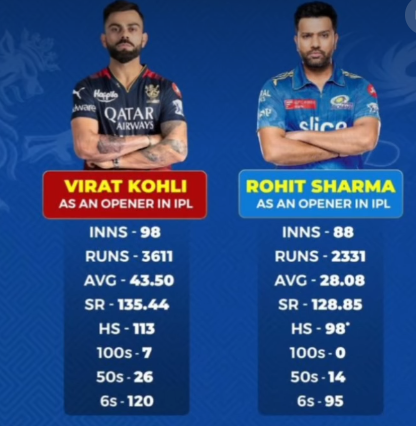 VIRAT KOHLI
AS AN OPENER IN IPL
INNS - 98
RUNS - 3611
AVG - 43.50
SR - 135.44
HS - 113
100s - 7
50s - 26
6s - 120
ROHIT SHARMA
AS AN OPENER IN IPL
INNS - 88
RUNS - 2331
AVG - 28.08
SR - 128.85
HS - 98*
100s - 0
50s - 14
6s - 95
Happilo
QATAR
AIRWAYS
slice